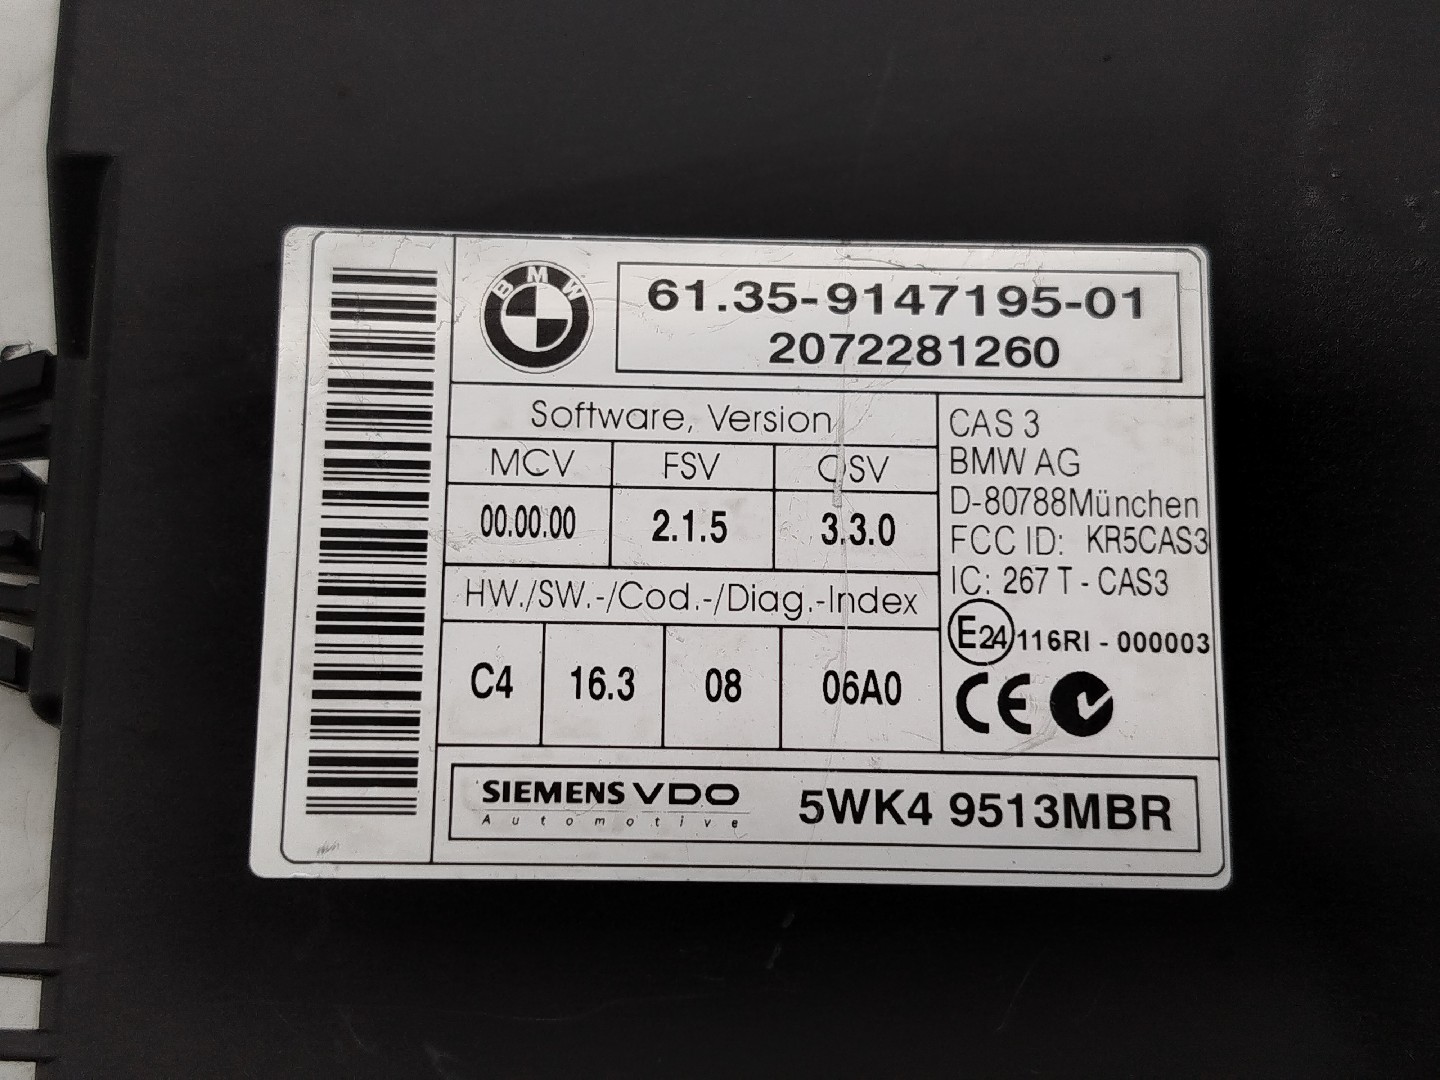 BMW
61.35-9147195-01
2072281260
Software, Version
MCV FSV OSV
00.00.00 2.1.5 3.3.0
HW./SW.-/Cod.-/Diag.-Index
C4 16.3 08 06A0
CAS 3
BMW AG
D-80788München
FCC ID: KR5CAS3
IC: 267 T - CAS3
E24 116RI - 000003
CE
SIEMENS VDO
Automotive
5WK4 9513MBR